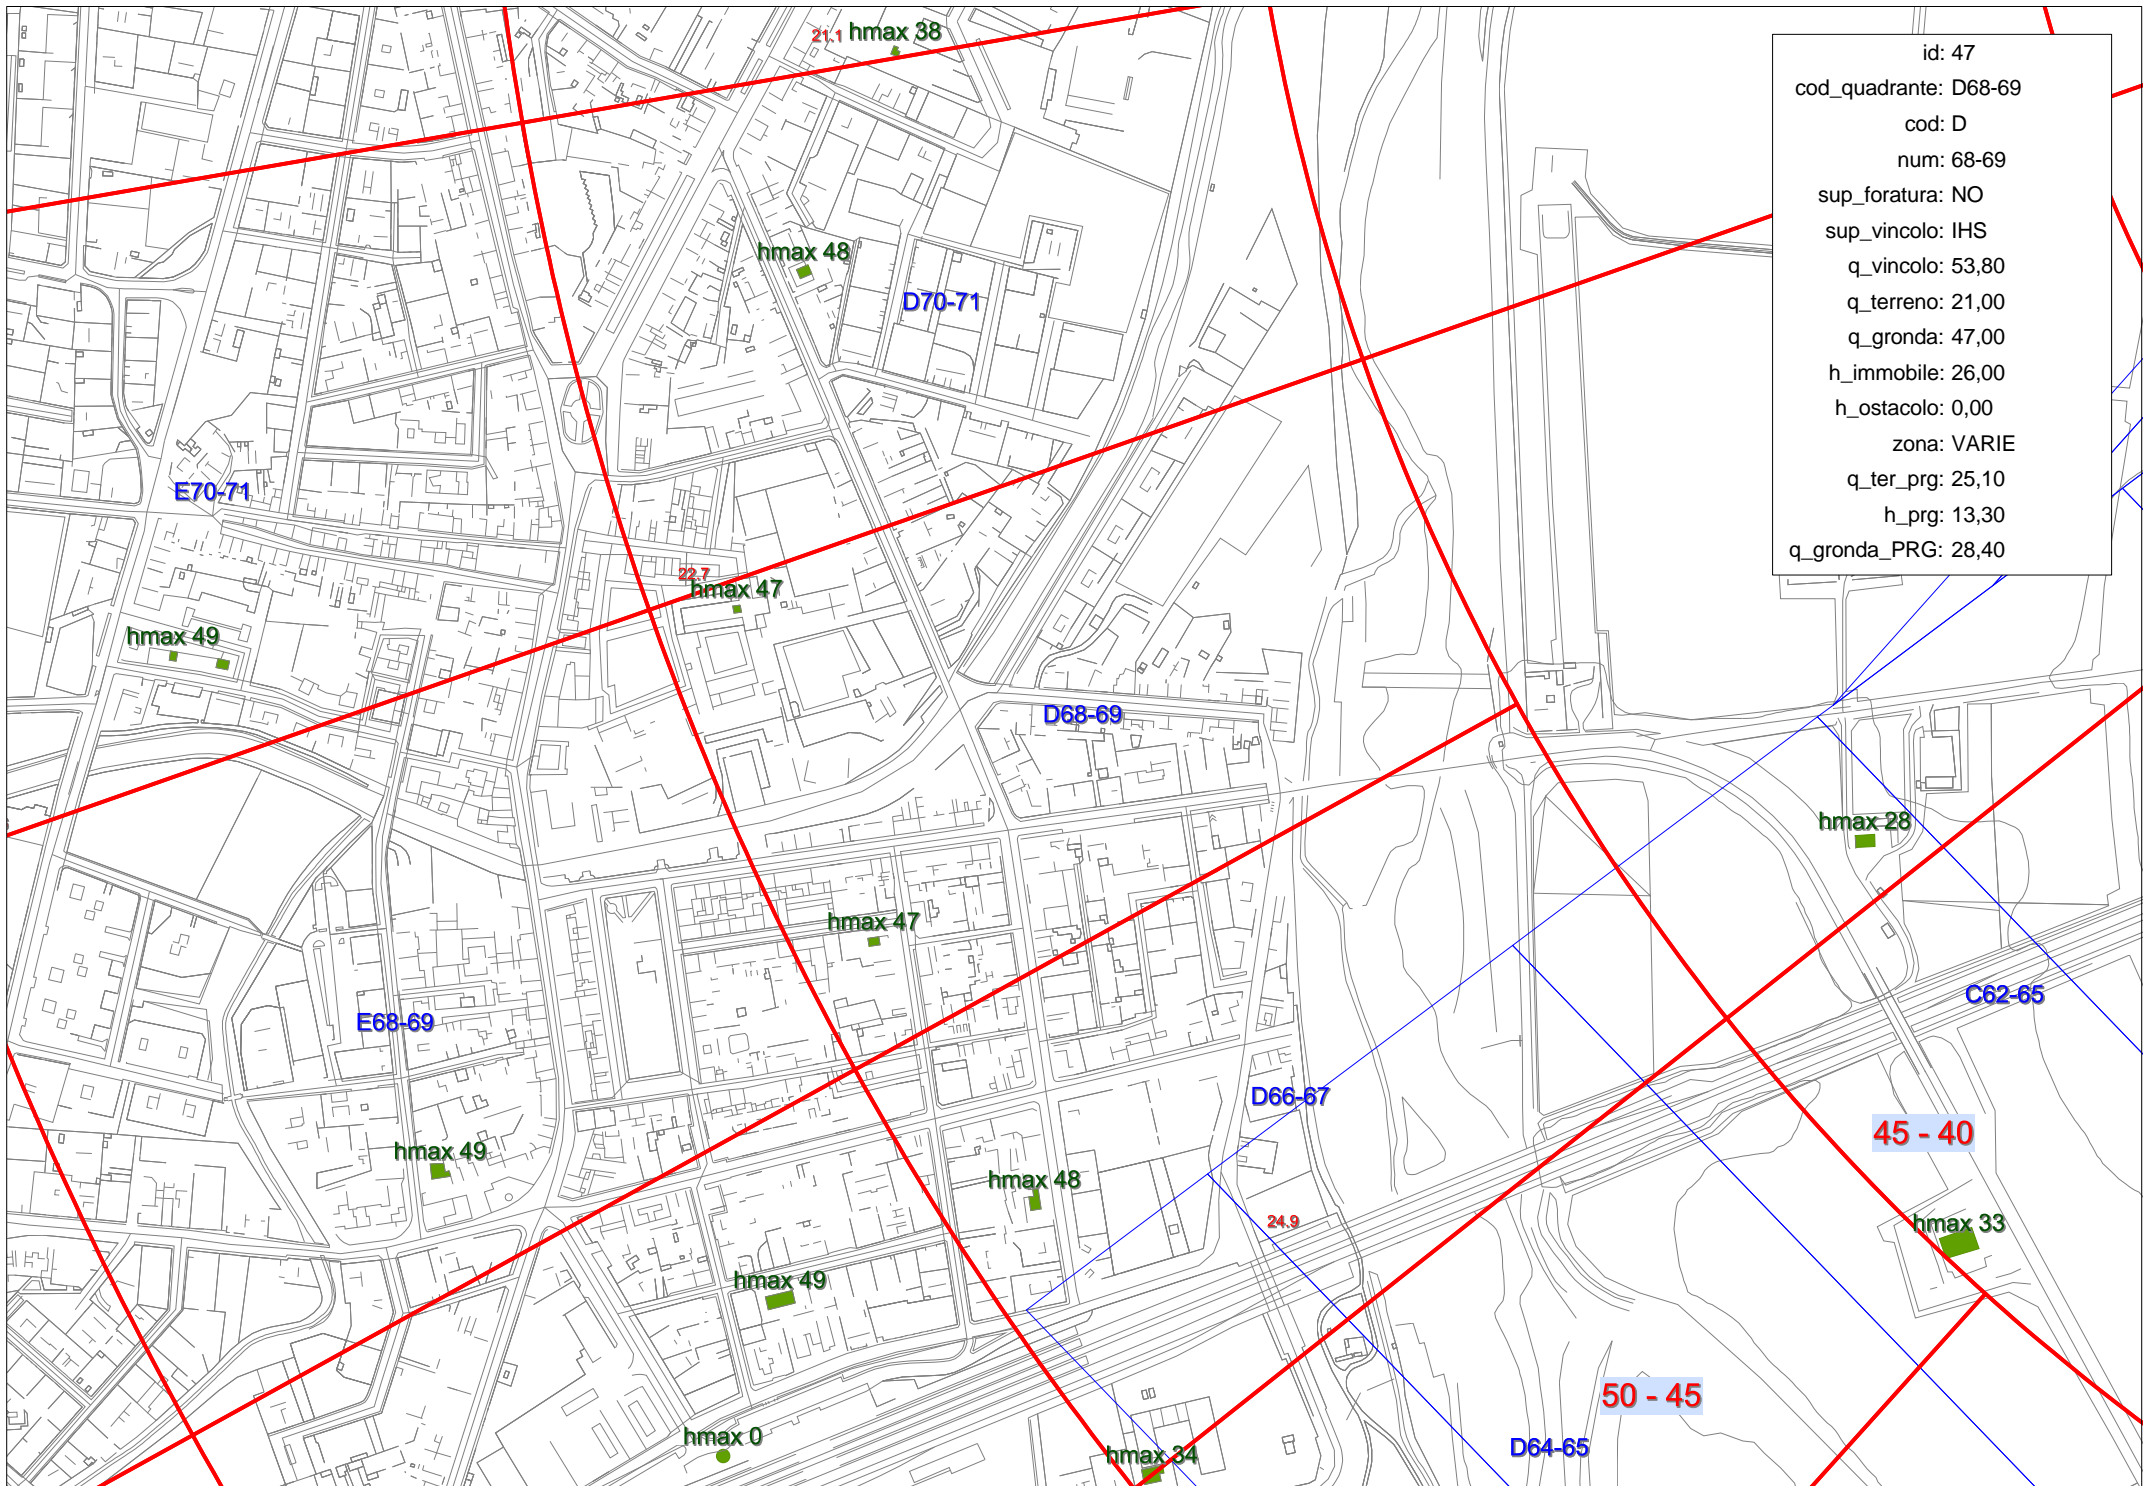 21.1 hmax 38
id: 47
cod_quadrante: D68-69
cod: D
num: 68-69
sup_foratura: NO
sup_vincolo: IHS
q_vincolo: 53,80
q_terreno: 21,00
q_gronda: 47,00
h_immobile: 26,00
h_ostacolo: 0,00
zona: VARIE
q_ter_prg: 25,10
h_prg: 13,30
q_gronda_PRG: 28,40
hmax 48
D70-71
E70-71
22.7
hmax 47
hmax 49
D68-69
hmax 28
hmax 47
C62-65
E68-69
D66-67
45 - 40
hmax 49
hmax 48
24.9
hmax 33
hmax 49
50 - 45
hmax 0
D64-65
hmax 34